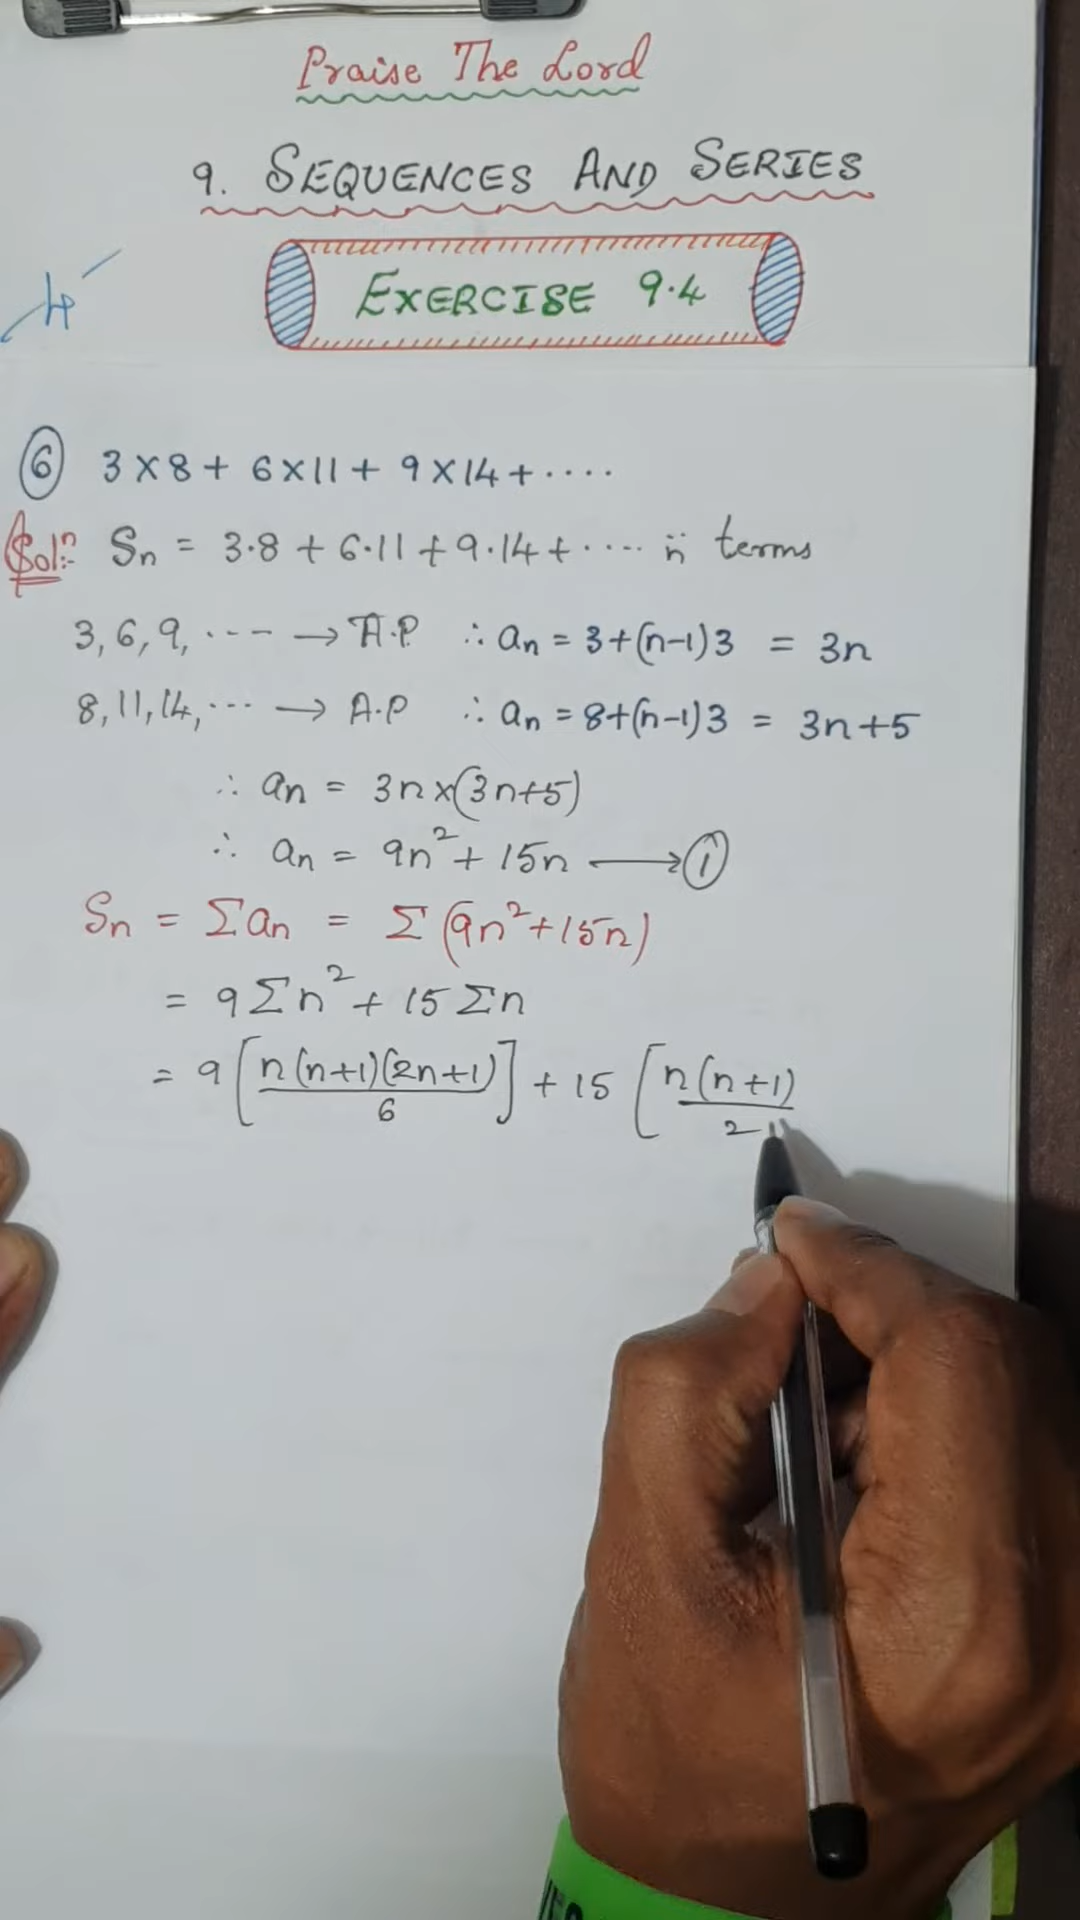 Praise The Lord
9. SEQUENCES AND SERIES
EXERCISE 9.4
⑥ 3×8 + 6×11 + 9×14 + ....
Solⁿ:- Sn = 3·8 + 6·11 + 9·14 + ···· n̈ terms
3, 6, 9, --- → A.P ∴ an = 3+(n-1)3 = 3n
8, 11, 14, ··· → A.P ∴ an = 8+(n-1)3 = 3n+5
∴ an = 3n×(3n+5)
∴ an = 9n² + 15n → ①
Sn = Σan = Σ(9n²+15n)
= 9Σn² + 15Σn
= 9[n(n+1)(2n+1)/6] + 15[n(n+1)/2